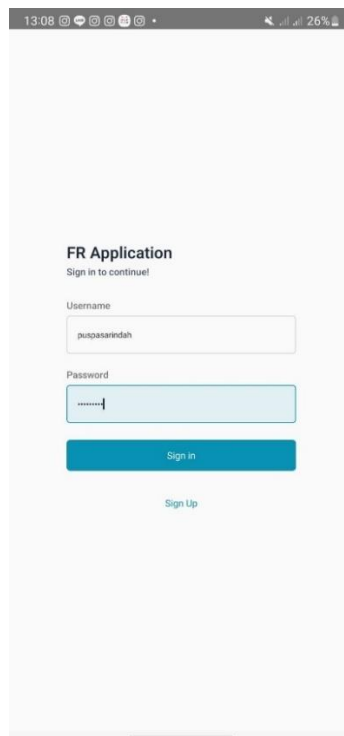 13:08
26%
FR Application
Sign in to continue!
Username
puspasarindah
Password
•••••••••
Sign in
Sign Up